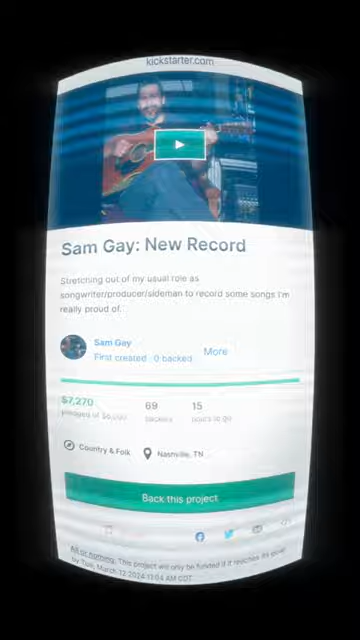 kickstarter.com
Sam Gay: New Record
Stretching out of my usual role as
songwriter/producer/sideman to record some songs I'm
really proud of.
Sam Gay
First created · 0 backed
More
$7,270
pledged of $6,000
69
backers
15
hours to go
Country & Folk
Nashville, TN
Back this project
All or nothing. This project will only be funded if it reaches its goal
by Tue, March 12 2024 11:04 AM CDT.